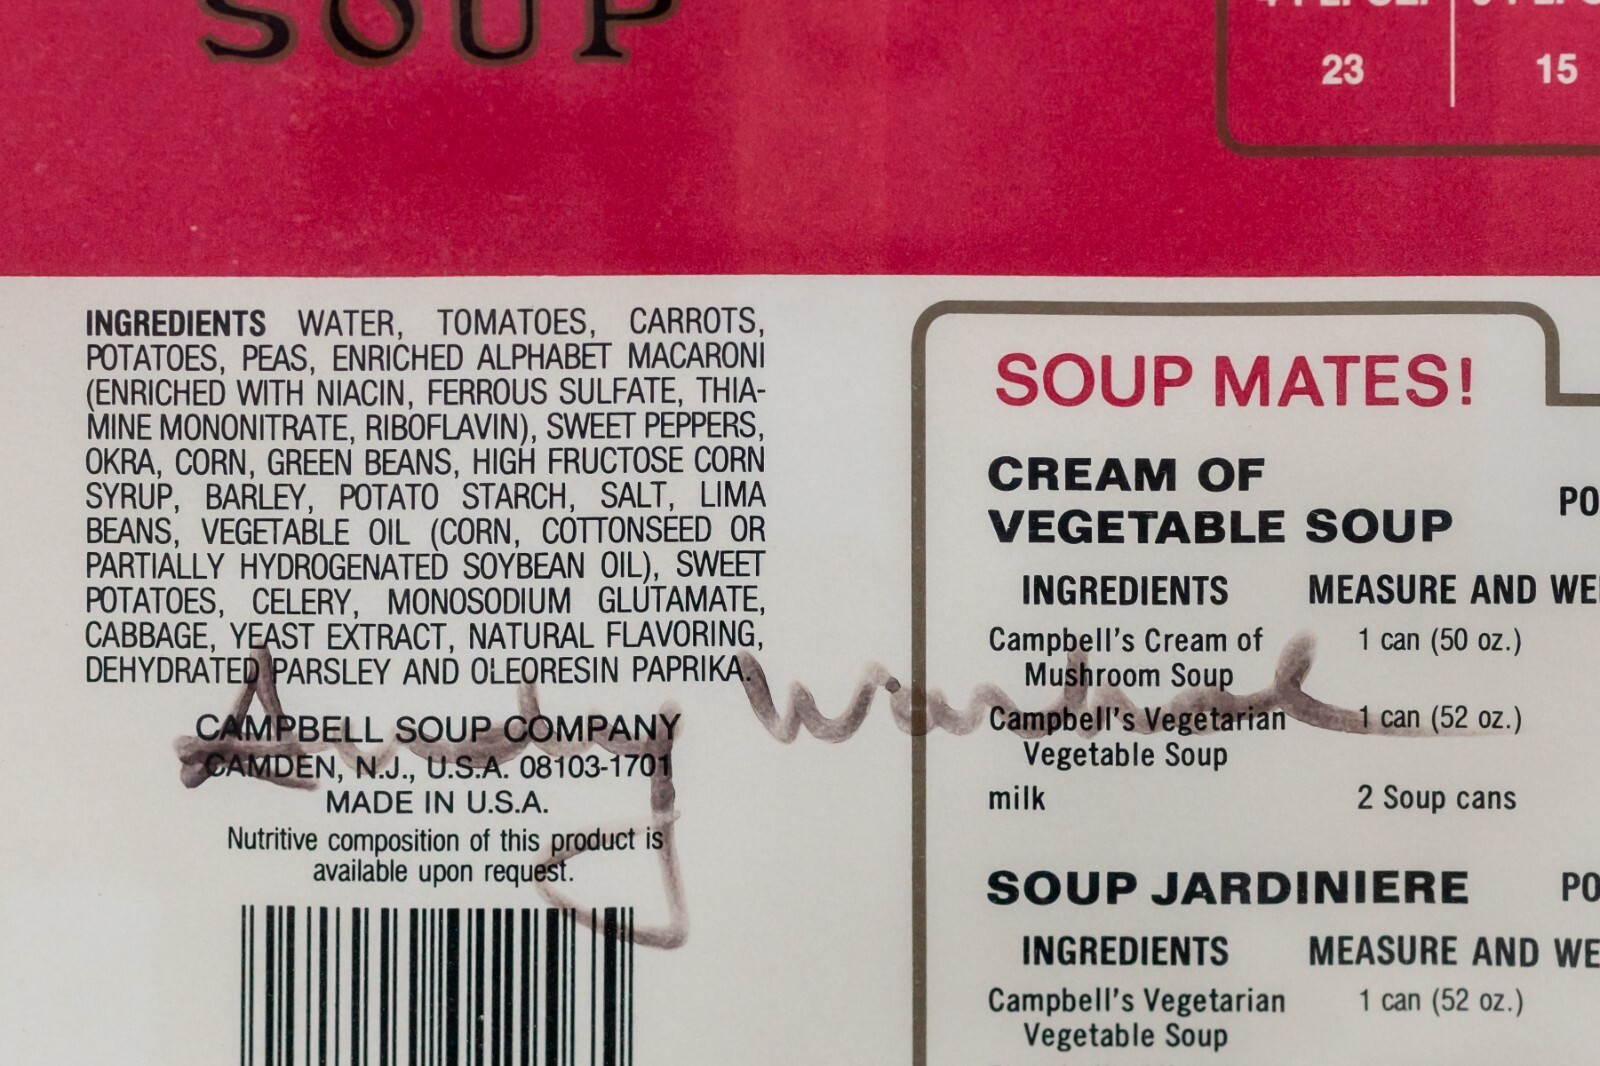 SOUP
23 15
INGREDIENTS WATER, TOMATOES, CARROTS,
POTATOES, PEAS, ENRICHED ALPHABET MACARONI
(ENRICHED WITH NIACIN, FERROUS SULFATE, THIA-
MINE MONONITRATE, RIBOFLAVIN), SWEET PEPPERS,
OKRA, CORN, GREEN BEANS, HIGH FRUCTOSE CORN
SYRUP, BARLEY, POTATO STARCH, SALT, LIMA
BEANS, VEGETABLE OIL (CORN, COTTONSEED OR
PARTIALLY HYDROGENATED SOYBEAN OIL), SWEET
POTATOES, CELERY, MONOSODIUM GLUTAMATE,
CABBAGE, YEAST EXTRACT, NATURAL FLAVORING,
DEHYDRATED PARSLEY AND OLEORESIN PAPRIKA.
CAMPBELL SOUP COMPANY
CAMDEN, N.J., U.S.A. 08103-1701
MADE IN U.S.A.
Nutritive composition of this product is
available upon request.
Andy Warhol
SOUP MATES!
CREAM OF
VEGETABLE SOUP PO
INGREDIENTS MEASURE AND WE
Campbell's Cream of 1 can (50 oz.)
Mushroom Soup
Campbell's Vegetarian 1 can (52 oz.)
Vegetable Soup
milk 2 Soup cans
SOUP JARDINIERE PO
INGREDIENTS MEASURE AND WE
Campbell's Vegetarian 1 can (52 oz.)
Vegetable Soup